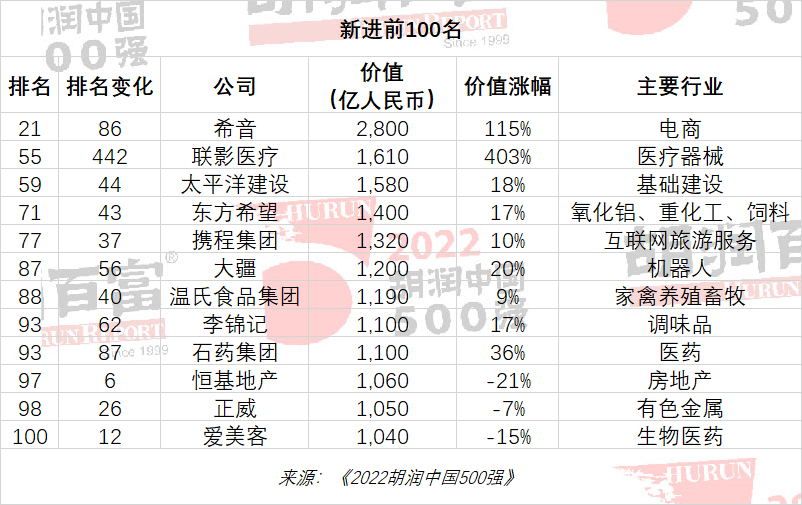 新进前100名
排名 排名变化 公司 价值 (亿人民币) 价值涨幅 主要行业
21 86 希音 2,800 115% 电商
55 442 联影医疗 1,610 403% 医疗器械
59 44 太平洋建设 1,580 18% 基础建设
71 43 东方希望 1,400 17% 氧化铝、重化工、饲料
77 37 携程集团 1,320 10% 互联网旅游服务
87 56 大疆 1,200 20% 机器人
88 40 温氏食品集团 1,190 9% 家禽养殖畜牧
93 62 李锦记 1,100 17% 调味品
93 87 石药集团 1,100 36% 医药
97 6 恒基地产 1,060 -21% 房地产
98 26 正威 1,050 -7% 有色金属
100 12 爱美客 1,040 -15% 生物医药
来源：《2022胡润中国500强》
胡润中国
500强
REPORT
Since 1999
HURUN
5
2022
胡润中国
500强
百富®
HURUN REPORT
Since 1999
胡润百
HURUN
HURUN